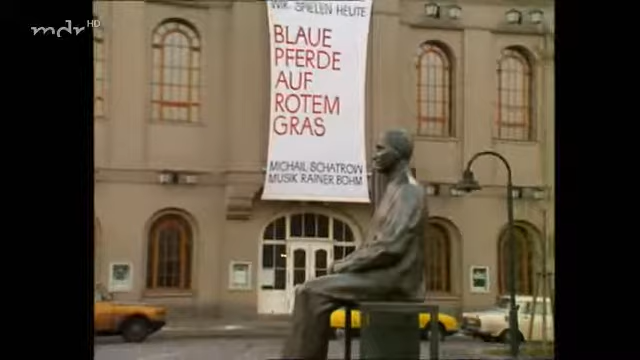 mdr HD
WIR SPIELEN HEUTE
BLAUE
PFERDE
AUF
ROTEM
GRAS
MICHAIL SCHATROW
MUSIK RAINER BÖHM